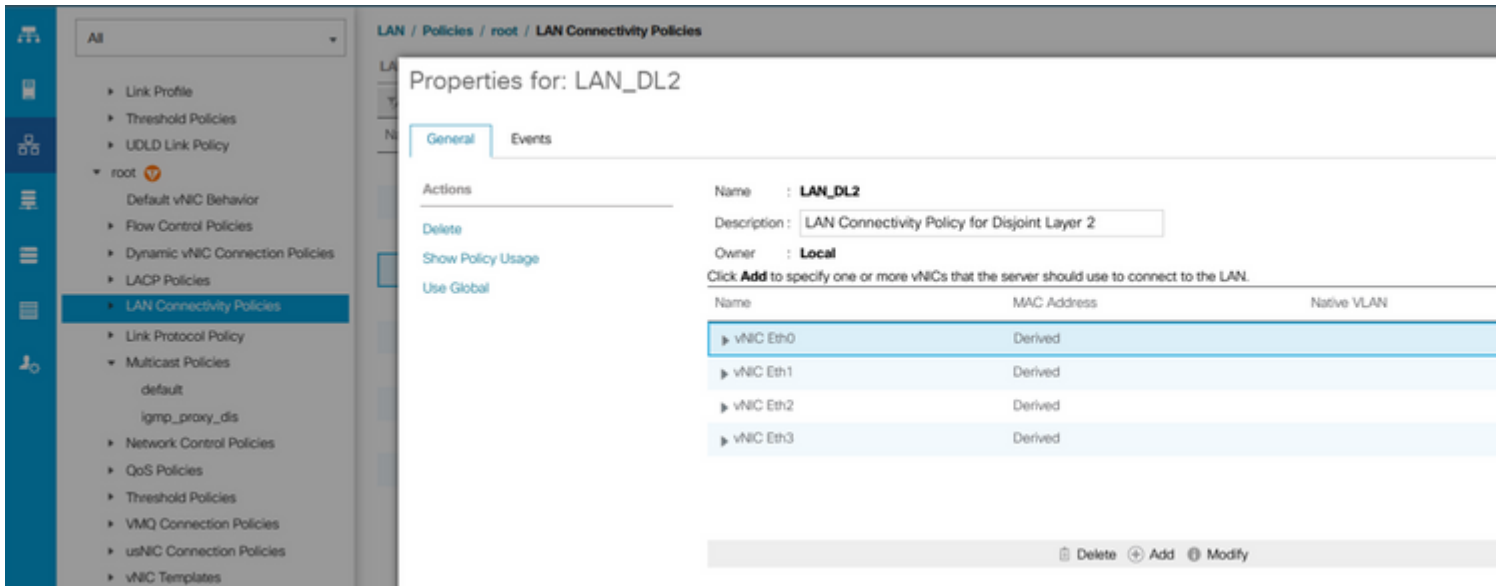 All
Link Profile
Threshold Policies
UDLD Link Policy
root
Default vNIC Behavior
Flow Control Policies
Dynamic vNIC Connection Policies
LACP Policies
LAN Connectivity Policies
Link Protocol Policy
Multicast Policies
default
igmp_proxy_dis
Network Control Policies
QoS Policies
Threshold Policies
VMQ Connection Policies
usNIC Connection Policies
vNIC Templates
LAN / Policies / root / LAN Connectivity Policies
LA
Properties for: LAN_DL2
General Events
Actions
Delete
Show Policy Usage
Use Global
Name : LAN_DL2
Description : LAN Connectivity Policy for Disjoint Layer 2
Owner : Local
Click Add to specify one or more vNICs that the server should use to connect to the LAN.
Name MAC Address Native VLAN
vNIC Eth0 Derived
vNIC Eth1 Derived
vNIC Eth2 Derived
vNIC Eth3 Derived
Delete Add Modify